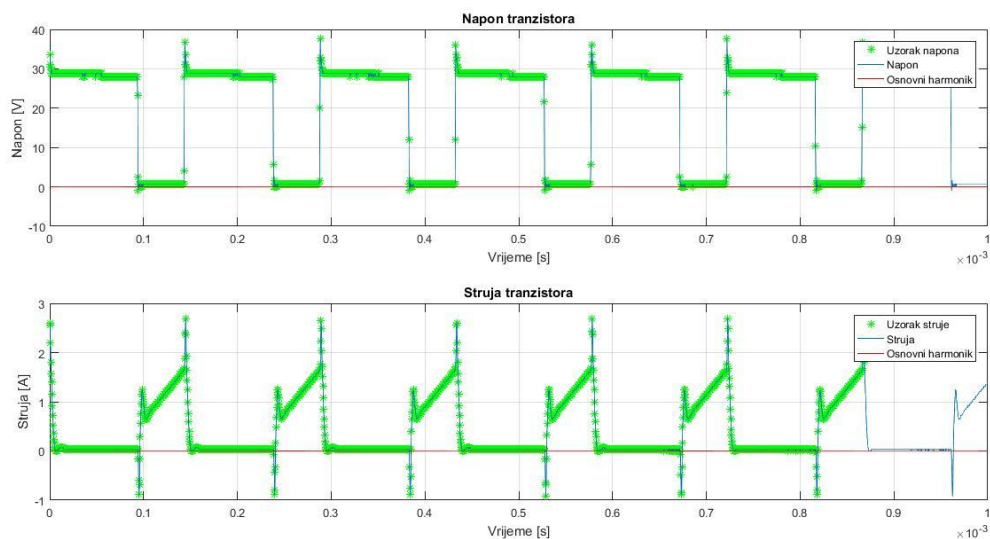 Napon tranzistora
40
30
20
10
0
-10
Napon [V]
Uzorak napona
Napon
Osnovni harmonik
0 0.1 0.2 0.3 0.4 0.5 0.6 0.7 0.8 0.9 1
Vrijeme [s]
×10⁻³
Struja tranzistora
3
2
1
0
-1
Struja [A]
Uzorak struje
Struja
Osnovni harmonik
0 0.1 0.2 0.3 0.4 0.5 0.6 0.7 0.8 0.9 1
Vrijeme [s]
×10⁻³